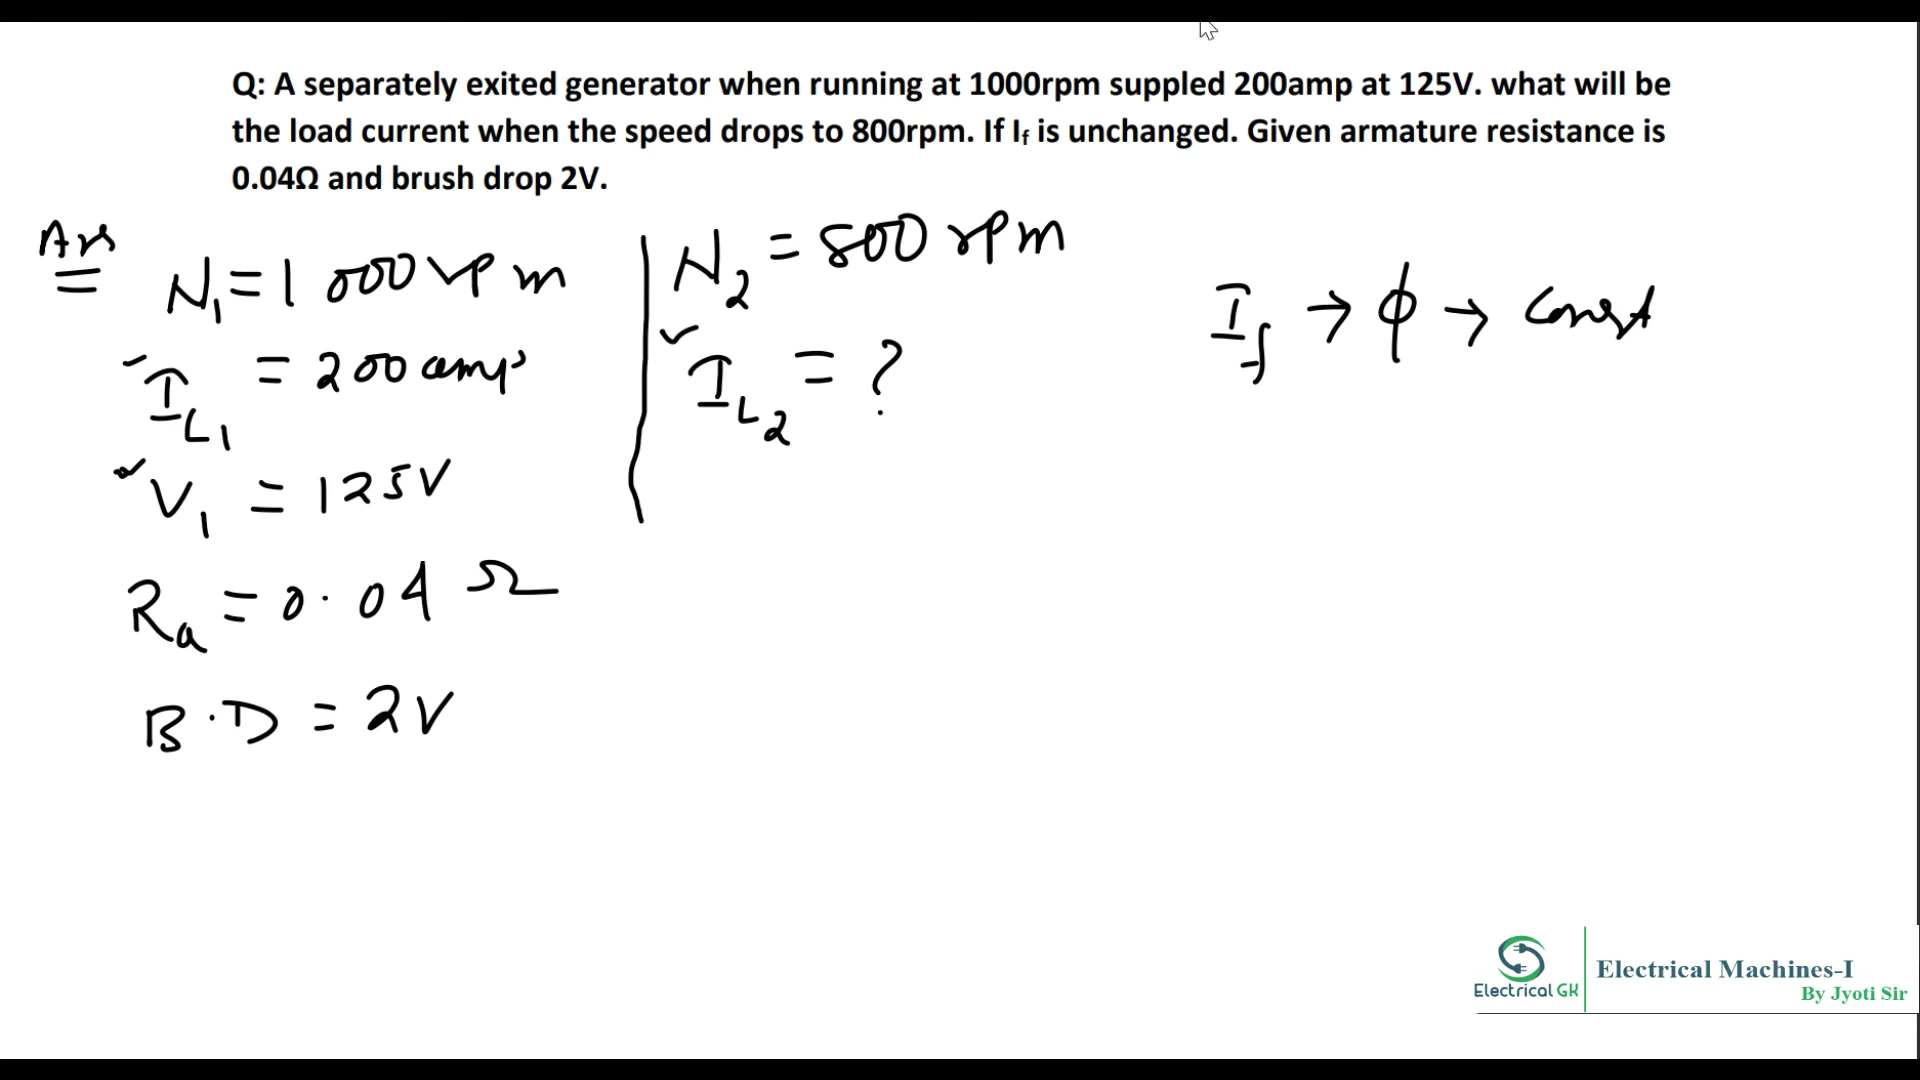 Q: A separately exited generator when running at 1000rpm suppled 200amp at 125V. what will be
the load current when the speed drops to 800rpm. If If is unchanged. Given armature resistance is
0.04Ω and brush drop 2V.
Ans
N1 = 1000 rpm
IL1 = 200 amp
V1 = 125V
Ra = 0.04 Ω
B.D = 2V
N2 = 800 rpm
IL2 = ?
If → ϕ → const
Electrical GK
Electrical Machines-I
By Jyoti Sir